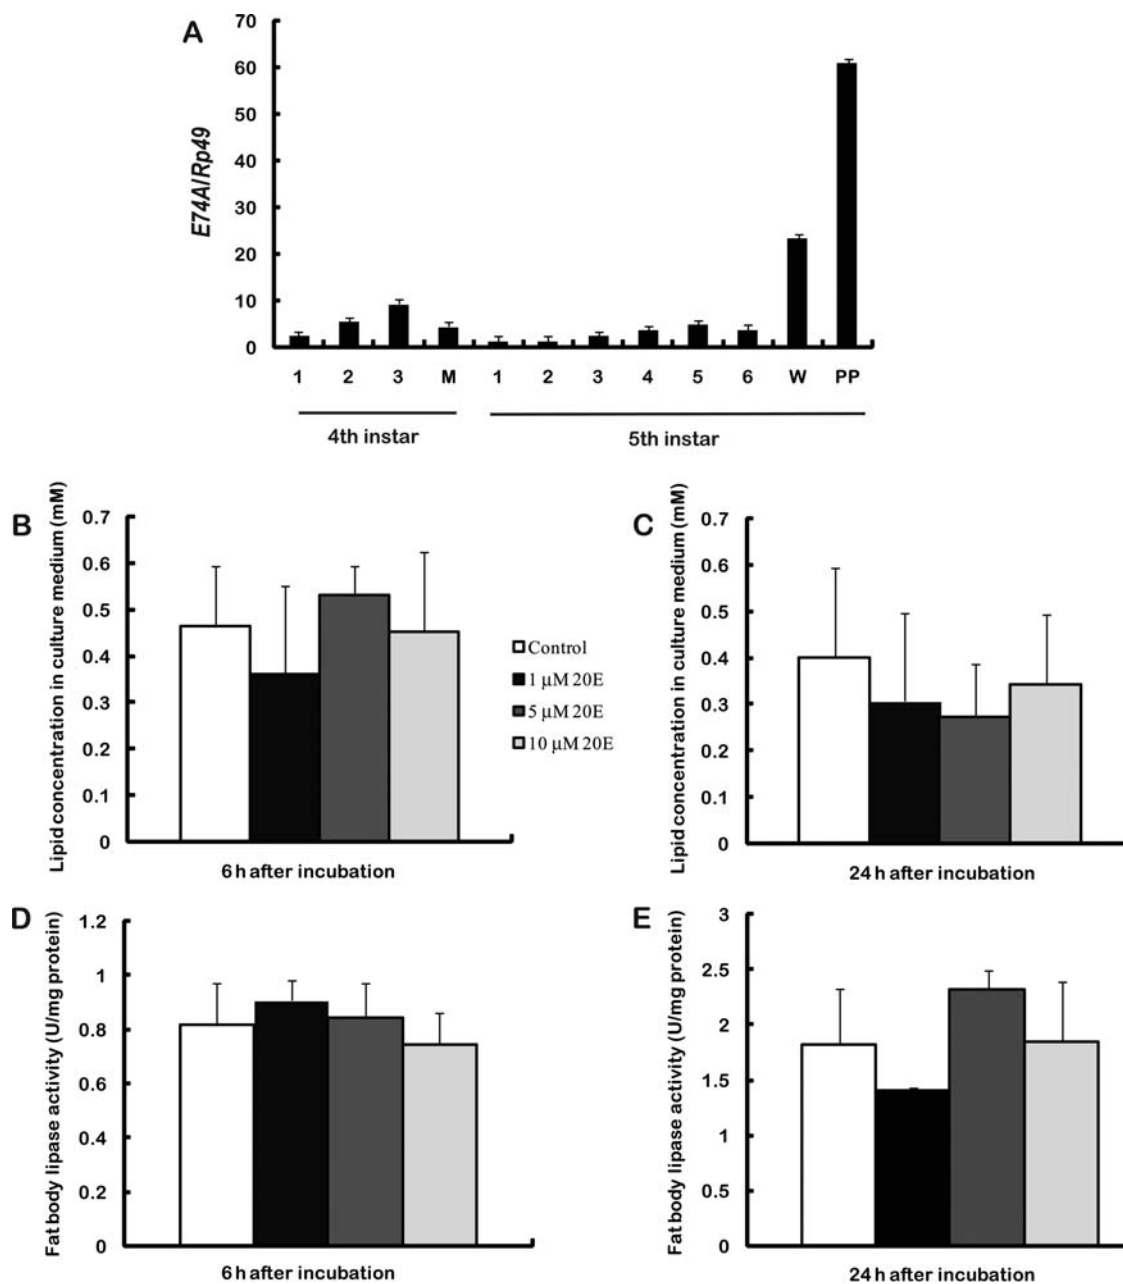 A
E74A/Rp49
70
60
50
40
30
20
10
0
1 2 3 M 1 2 3 4 5 6 W PP
4th instar 5th instar
B
Lipid concentration in culture medium (mM)
0.7
0.6
0.5
0.4
0.3
0.2
0.1
0
6 h after incubation
Control
1 µM 20E
5 µM 20E
10 µM 20E
C
Lipid concentration in culture medium (mM)
0.7
0.6
0.5
0.4
0.3
0.2
0.1
0
24 h after incubation
D
Fat body lipase activity (U/mg protein)
1.2
1
0.8
0.6
0.4
0.2
0
6 h after incubation
E
Fat body lipase activity (U/mg protein)
3
2.5
2
1.5
1
0.5
0
24 h after incubation